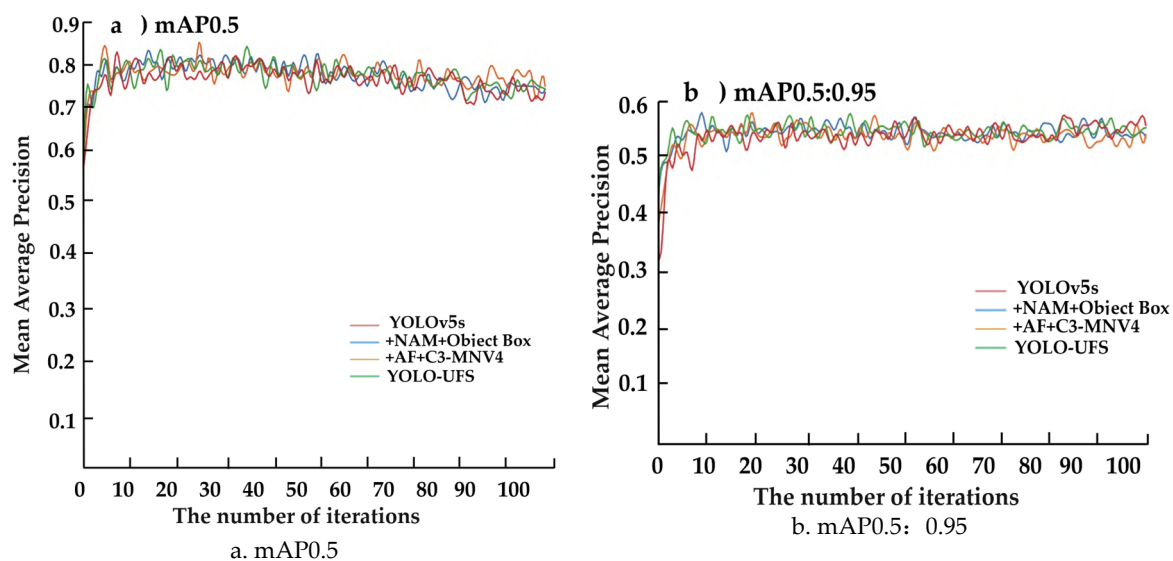 a ) mAP0.5
Mean Average Precision
0.9
0.8
0.7
0.6
0.5
0.4
0.3
0.2
0.1
YOLOv5s
+NAM+Object Box
+AF+C3-MNV4
YOLO-UFS
0 10 20 30 40 50 60 70 80 90 100
The number of iterations
a. mAP0.5
b ) mAP0.5:0.95
Mean Average Precision
0.6
0.5
0.4
0.3
0.2
0.1
YOLOv5s
+NAM+Object Box
+AF+C3-MNV4
YOLO-UFS
0 10 20 30 40 50 60 70 80 90 100
The number of iterations
b. mAP0.5：0.95